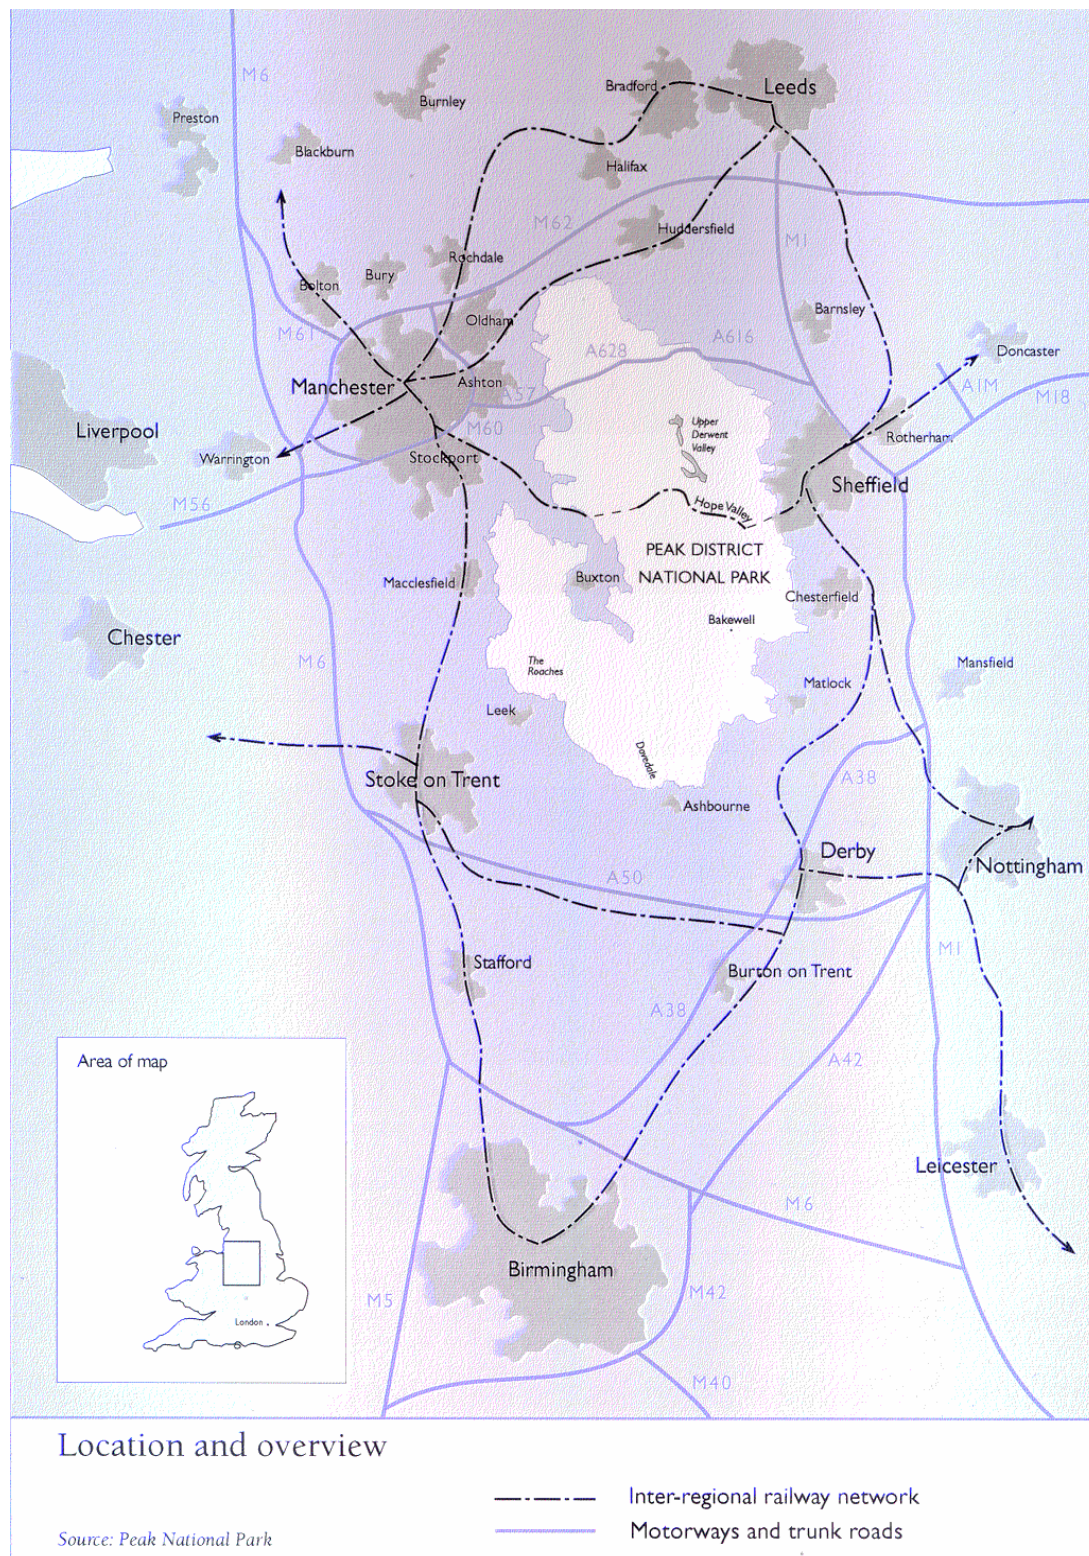 M6
Preston
Burnley
Bradford
Leeds
Blackburn
Halifax
M62
Huddersfield
M1
Rochdale
Bury
Bolton
M61
Oldham
Barnsley
A628
A616
Doncaster
Manchester
Ashton
A57
A1M
M18
Liverpool
M60
Upper
Derwent
Valley
Rotherham
Warrington
Stockport
Sheffield
M56
Hope Valley
PEAK DISTRICT
NATIONAL PARK
Macclesfield
Buxton
Chesterfield
Bakewell
Chester
M6
The
Roaches
Mansfield
Matlock
Leek
Dovedale
Stoke on Trent
A38
Ashbourne
Derby
Nottingham
A50
M1
Stafford
Burton on Trent
A38
A42
Area of map
Leicester
M6
Birmingham
M5
M42
London
M40
Location and overview
Inter-regional railway network
Motorways and trunk roads
Source: Peak National Park